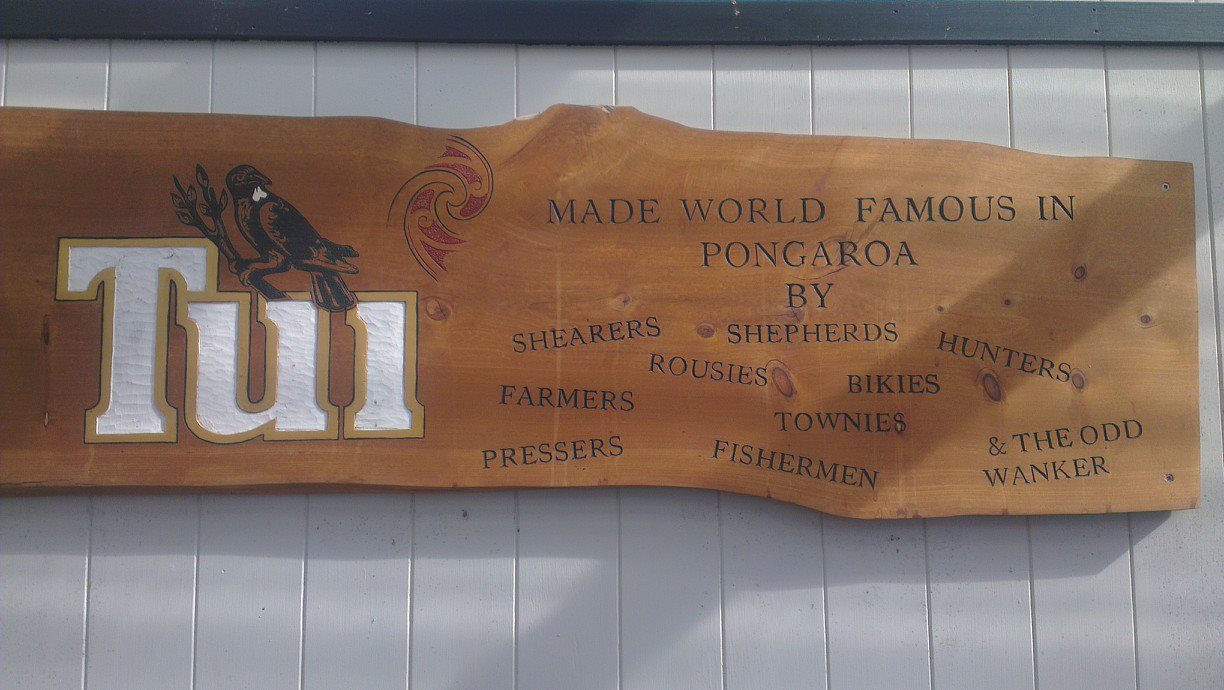 Tui
MADE WORLD FAMOUS IN
PONGAROA
BY
SHEARERS SHEPHERDS HUNTERS
ROUSIES BIKIES
FARMERS TOWNIES
PRESSERS FISHERMEN & THE ODD
WANKER